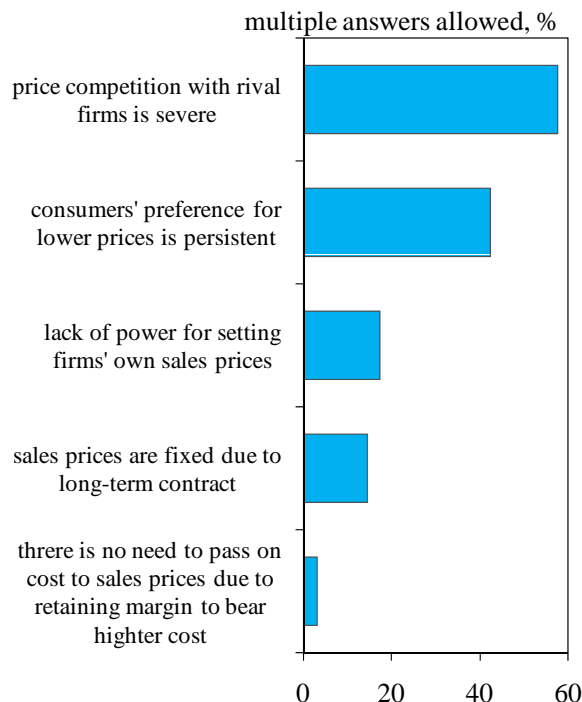 multiple answers allowed, %
price competition with rival
firms is severe
consumers' preference for
lower prices is persistent
lack of power for setting
firms' own sales prices
sales prices are fixed due to
long-term contract
threre is no need to pass on
cost to sales prices due to
retaining margin to bear
highter cost
0 20 40 60